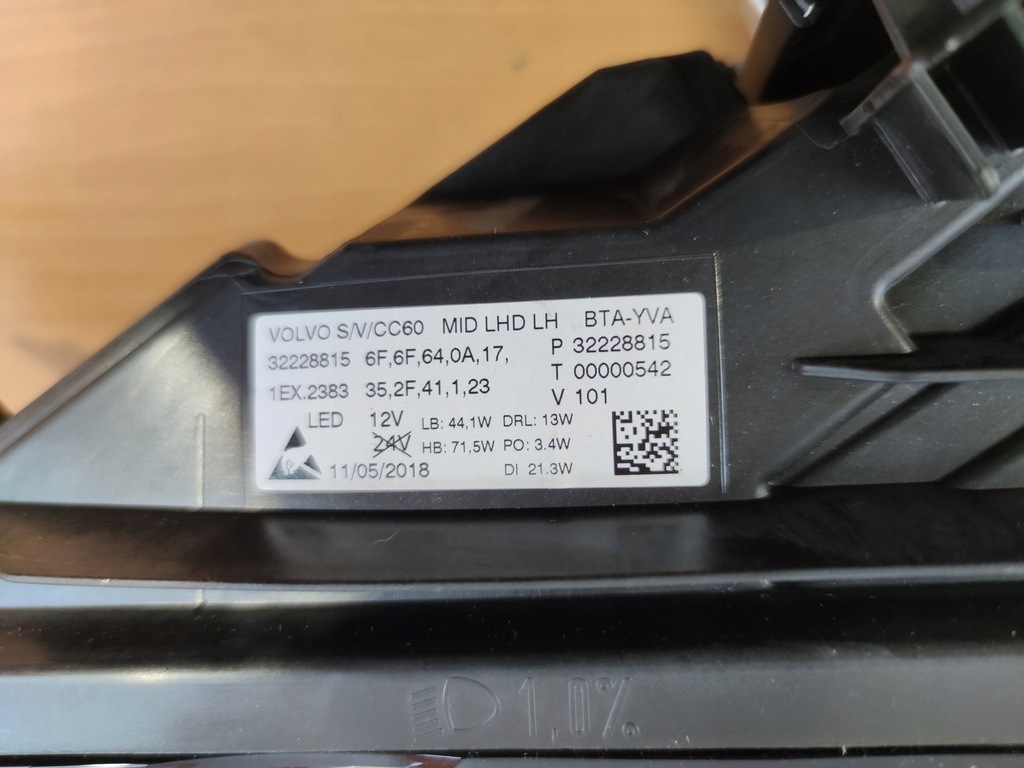 VOLVO S/V/CC60 MID LHD LH BTA-YVA
32228815 6F,6F,64,0A,17, P 32228815
T 00000542
1EX.2383 35,2F,41,1,23 V 101
LED 12V LB: 44,1W DRL: 13W
24V HB: 71,5W PO: 3.4W
11/05/2018 DI 21.3W
1,0%